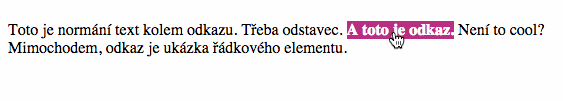 Toto je normání text kolem odkazu. Třeba odstavec. A toto je odkaz. Není to cool?
Mimochodem, odkaz je ukázka řádkového elementu.